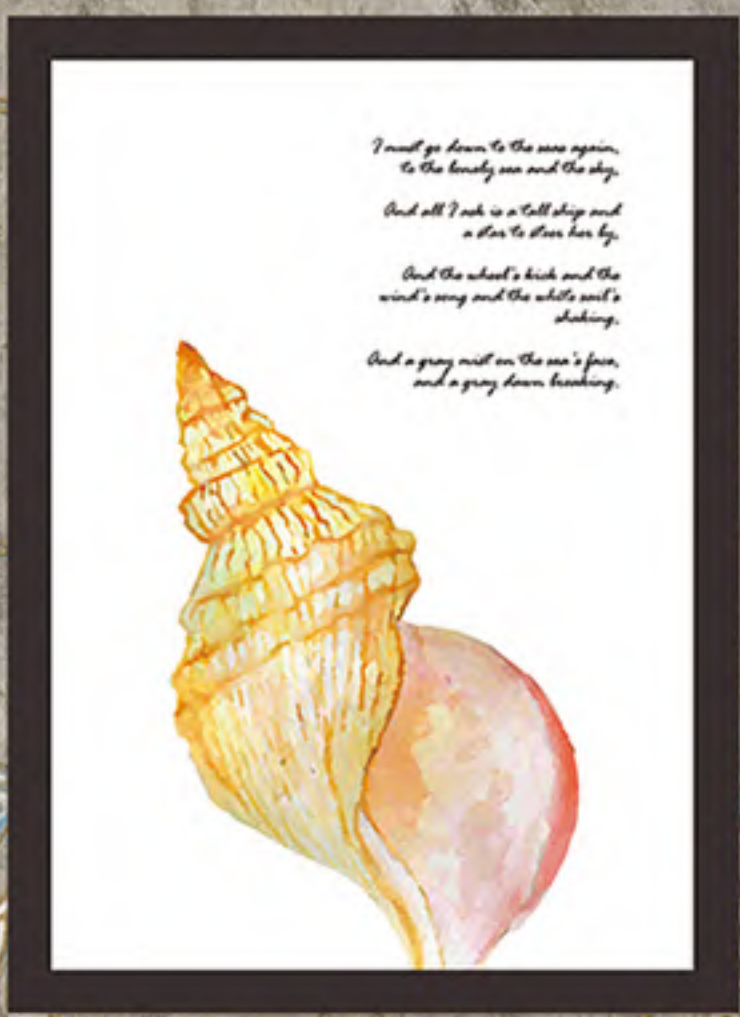 I must go down to the seas again,
to the lonely sea and the sky,
And all I ask is a tall ship and
a star to steer her by,
And the wheel's kick and the
wind's song and the white sail's
shaking,
And a gray mist on the sea's face,
and a gray dawn breaking.